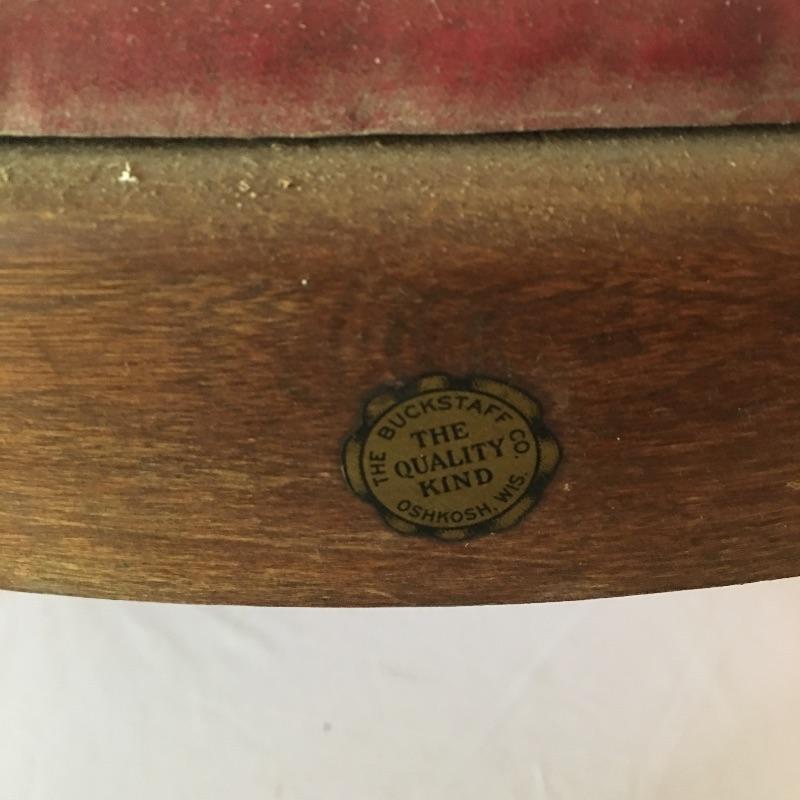 THE BUCKSTAFF CO.
THE
QUALITY
KIND
OSHKOSH, WIS.